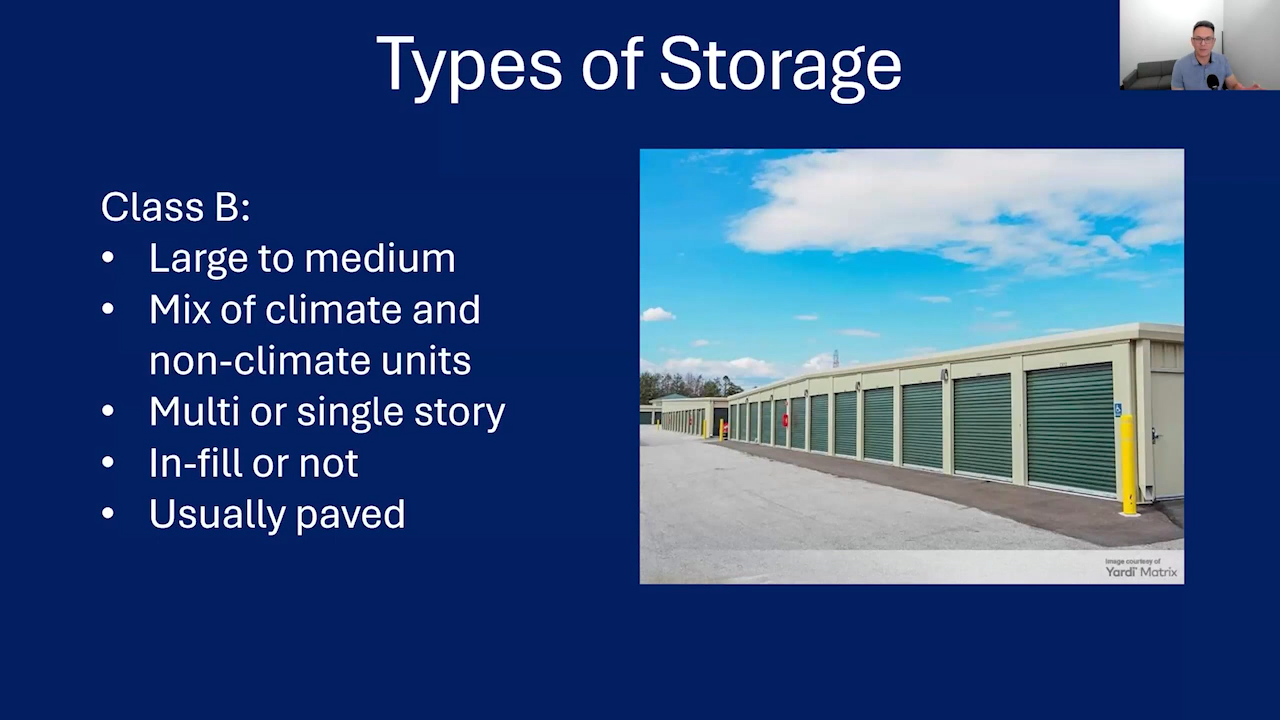 Types of Storage
Class B:
• Large to medium
• Mix of climate and
non-climate units
• Multi or single story
• In-fill or not
• Usually paved
Image courtesy of
Yardi Matrix